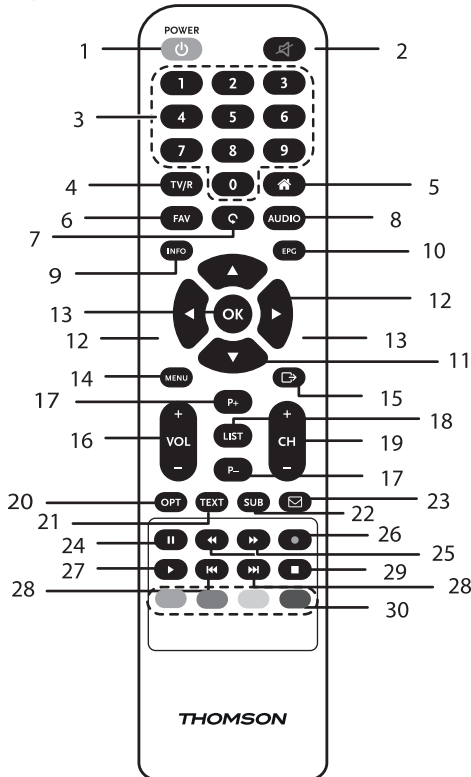 POWER
1 2
1 2 3
3
4 5 6
7 8 9
4 TV/R 0 5
6 FAV AUDIO 8
7
INFO EPG 10
9
13 OK 12
12 13
11
14 MENU
15
17 P+
+ +
18
16 VOL LIST CH 19
− −
P− 17
20 OPT TEXT SUB 23
21 22
24 26
25
27 29
28 28
30
THOMSON